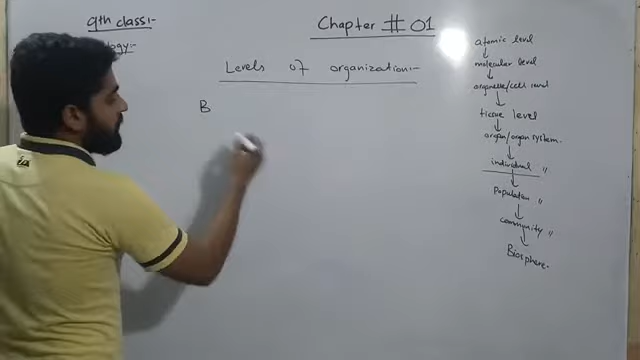 9th class:-
Chapter # 01
Levels of organization:-
B
atomic level
↓
molecular level
↓
organelle/cell level
↓
tissue level
↓
organ/organ system.
↓
individual "
↓
Population "
↓
community "
↓
Biosphere.